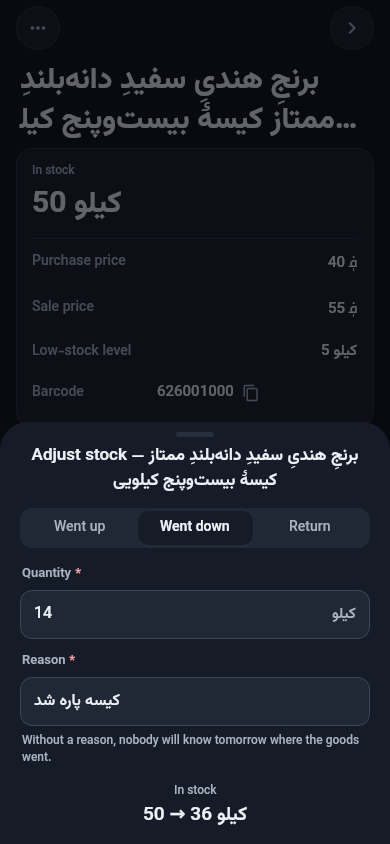 برنجِ هندیِ سفیدِ دانه‌بلندِ
ممتاز کیسهٔ بیست‌وپنج کیل…
In stock
50 کیلو
Purchase price
40 ؋
Sale price
55 ؋
Low-stock level
5 کیلو
Barcode
626001000
Adjust stock — برنجِ هندیِ سفیدِ دانه‌بلندِ ممتاز
کیسهٔ بیست‌وپنج کیلویی
Went up
Went down
Return
Quantity *
14
کیلو
Reason *
کیسه پاره شد
Without a reason, nobody will know tomorrow where the goods
went.
In stock
50 → 36 کیلو